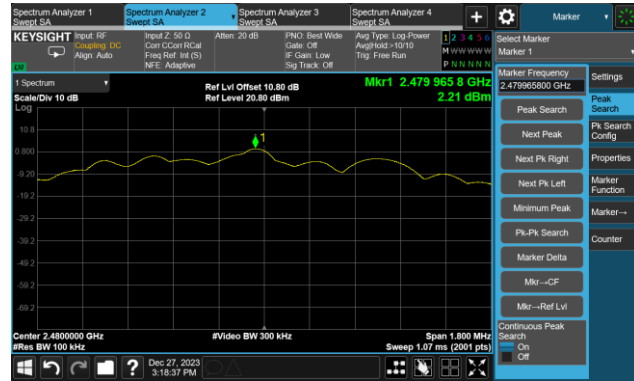 Spectrum Analyzer 1
Swept SA
Spectrum Analyzer 2
Swept SA
Spectrum Analyzer 3
Swept SA
Spectrum Analyzer 4
Swept SA
+
Marker
KEYSIGHT
Input: RF
Coupling: DC
Align: Auto
Input Z: 50 Ω
Corr CCorr RCal
Freq Ref: Int (S)
NFE: Adaptive
Atten: 20 dB
PNO: Best Wide
Gate: Off
IF Gain: Low
Sig Track: Off
Avg Type: Log-Power
Avg|Hold:>10/10
Trig: Free Run
1 2 3 4 5 6
M W W W W W
P N N N N N
Select Marker
Marker 1
1 Spectrum
Scale/Div 10 dB
Log
Ref Lvl Offset 10.80 dB
Ref Level 20.80 dBm
Mkr1 2.479 965 8 GHz
2.21 dBm
10.8
0.800
-9.20
-19.2
-29.2
-39.2
-49.2
-59.2
-69.2
1
Center 2.4800000 GHz
#Res BW 100 kHz
#Video BW 300 kHz
Span 1.800 MHz
Sweep 1.07 ms (2001 pts)
Marker Frequency
2.479965800 GHz
Peak Search
Next Peak
Next Pk Right
Next Pk Left
Minimum Peak
Pk-Pk Search
Marker Delta
Mkr→CF
Mkr→Ref Lvl
Continuous Peak
Search
On
Off
Settings
Peak
Search
Pk Search
Config
Properties
Marker
Function
Marker→
Counter
?
Dec 27, 2023
3:18:37 PM